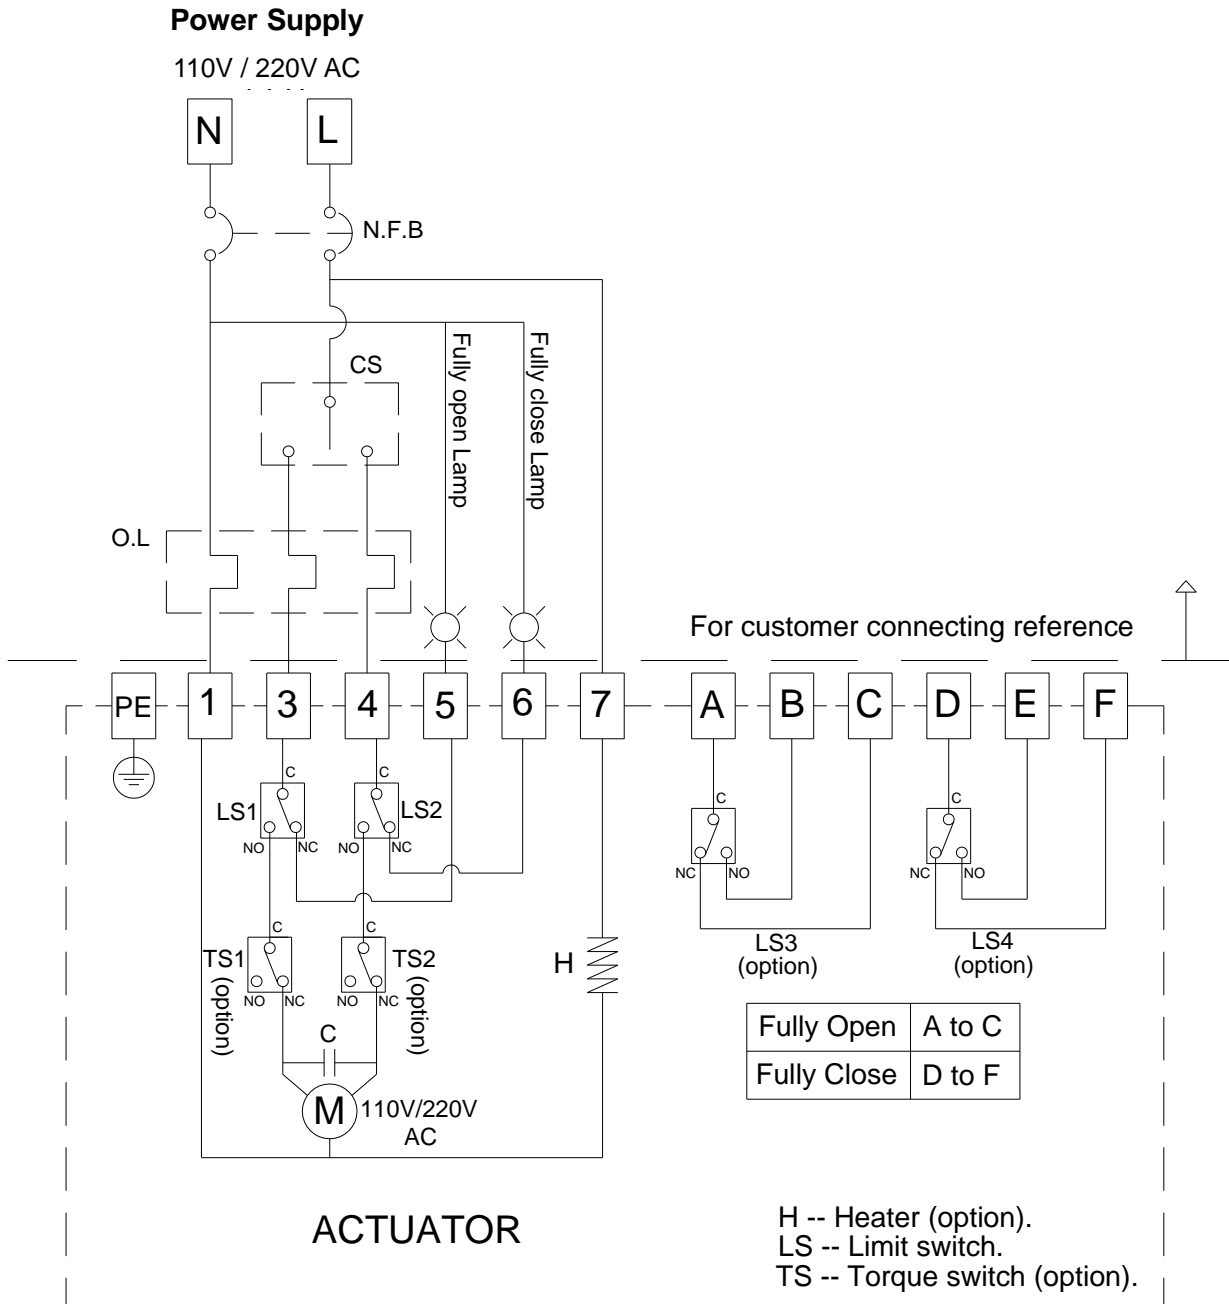 Power Supply
110V / 220V AC
N L
N.F.B
CS
Fully open Lamp
Fully close Lamp
O.L
For customer connecting reference
PE 1 3 4 5 6 7 A B C D E F
C C
LS1 LS2
NO NC NO NC
C C
NC NO NC NO
LS3 LS4
(option) (option)
C C
TS1 TS2
(option) (option)
NO NC NO NC
H
C
M 110V/220V
AC
Fully Open A to C
Fully Close D to F
ACTUATOR
H -- Heater (option).
LS -- Limit switch.
TS -- Torque switch (option).